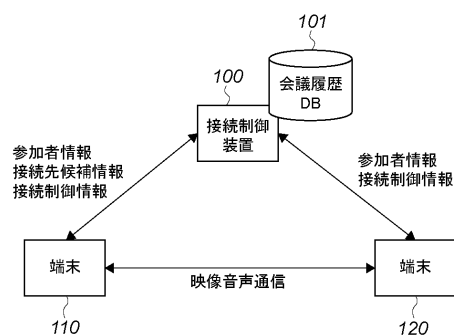 101
会議履歴
DB
100
接続制御
装置
参加者情報
接続先候補情報
接続制御情報
参加者情報
接続制御情報
端末
映像音声通信
端末
110
120